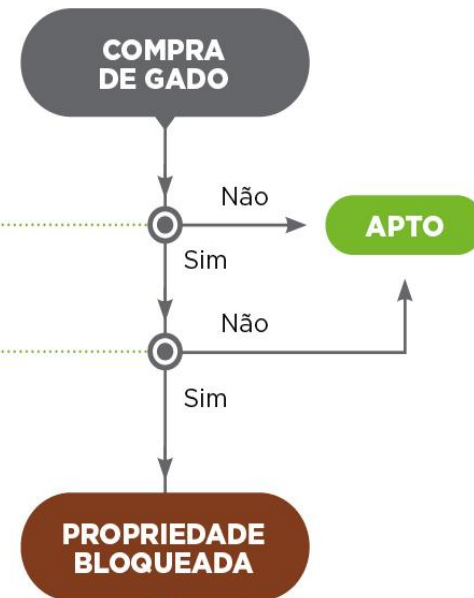 COMPRA
DE GADO
Não
APTO
Sim
Não
Sim
PROPRIEDADE
BLOQUEADA